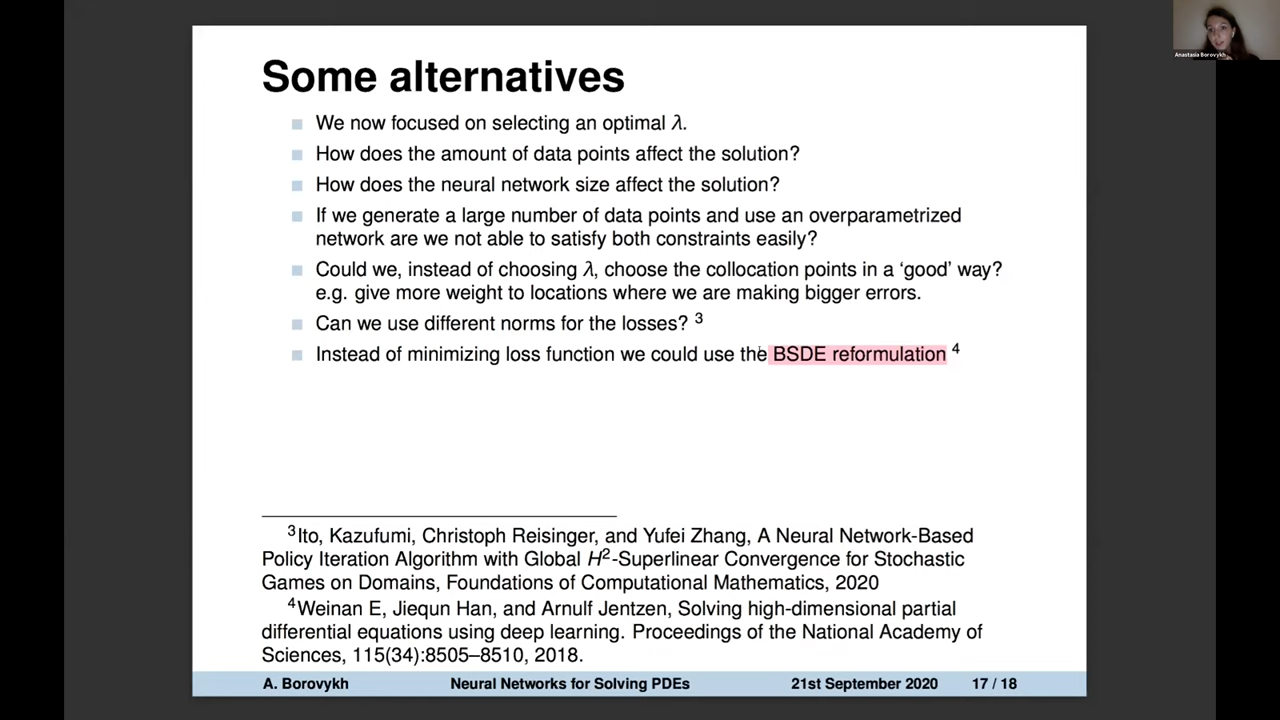 Some alternatives
We now focused on selecting an optimal λ.
How does the amount of data points affect the solution?
How does the neural network size affect the solution?
If we generate a large number of data points and use an overparametrized
network are we not able to satisfy both constraints easily?
Could we, instead of choosing λ, choose the collocation points in a ‘good’ way?
e.g. give more weight to locations where we are making bigger errors.
Can we use different norms for the losses? ³
Instead of minimizing loss function we could use the BSDE reformulation ⁴
³Ito, Kazufumi, Christoph Reisinger, and Yufei Zhang, A Neural Network-Based
Policy Iteration Algorithm with Global H²-Superlinear Convergence for Stochastic
Games on Domains, Foundations of Computational Mathematics, 2020
⁴Weinan E, Jiequn Han, and Arnulf Jentzen, Solving high-dimensional partial
differential equations using deep learning. Proceedings of the National Academy of
Sciences, 115(34):8505–8510, 2018.
A. Borovykh Neural Networks for Solving PDEs 21st September 2020 17 / 18
Anastasia Borovykh